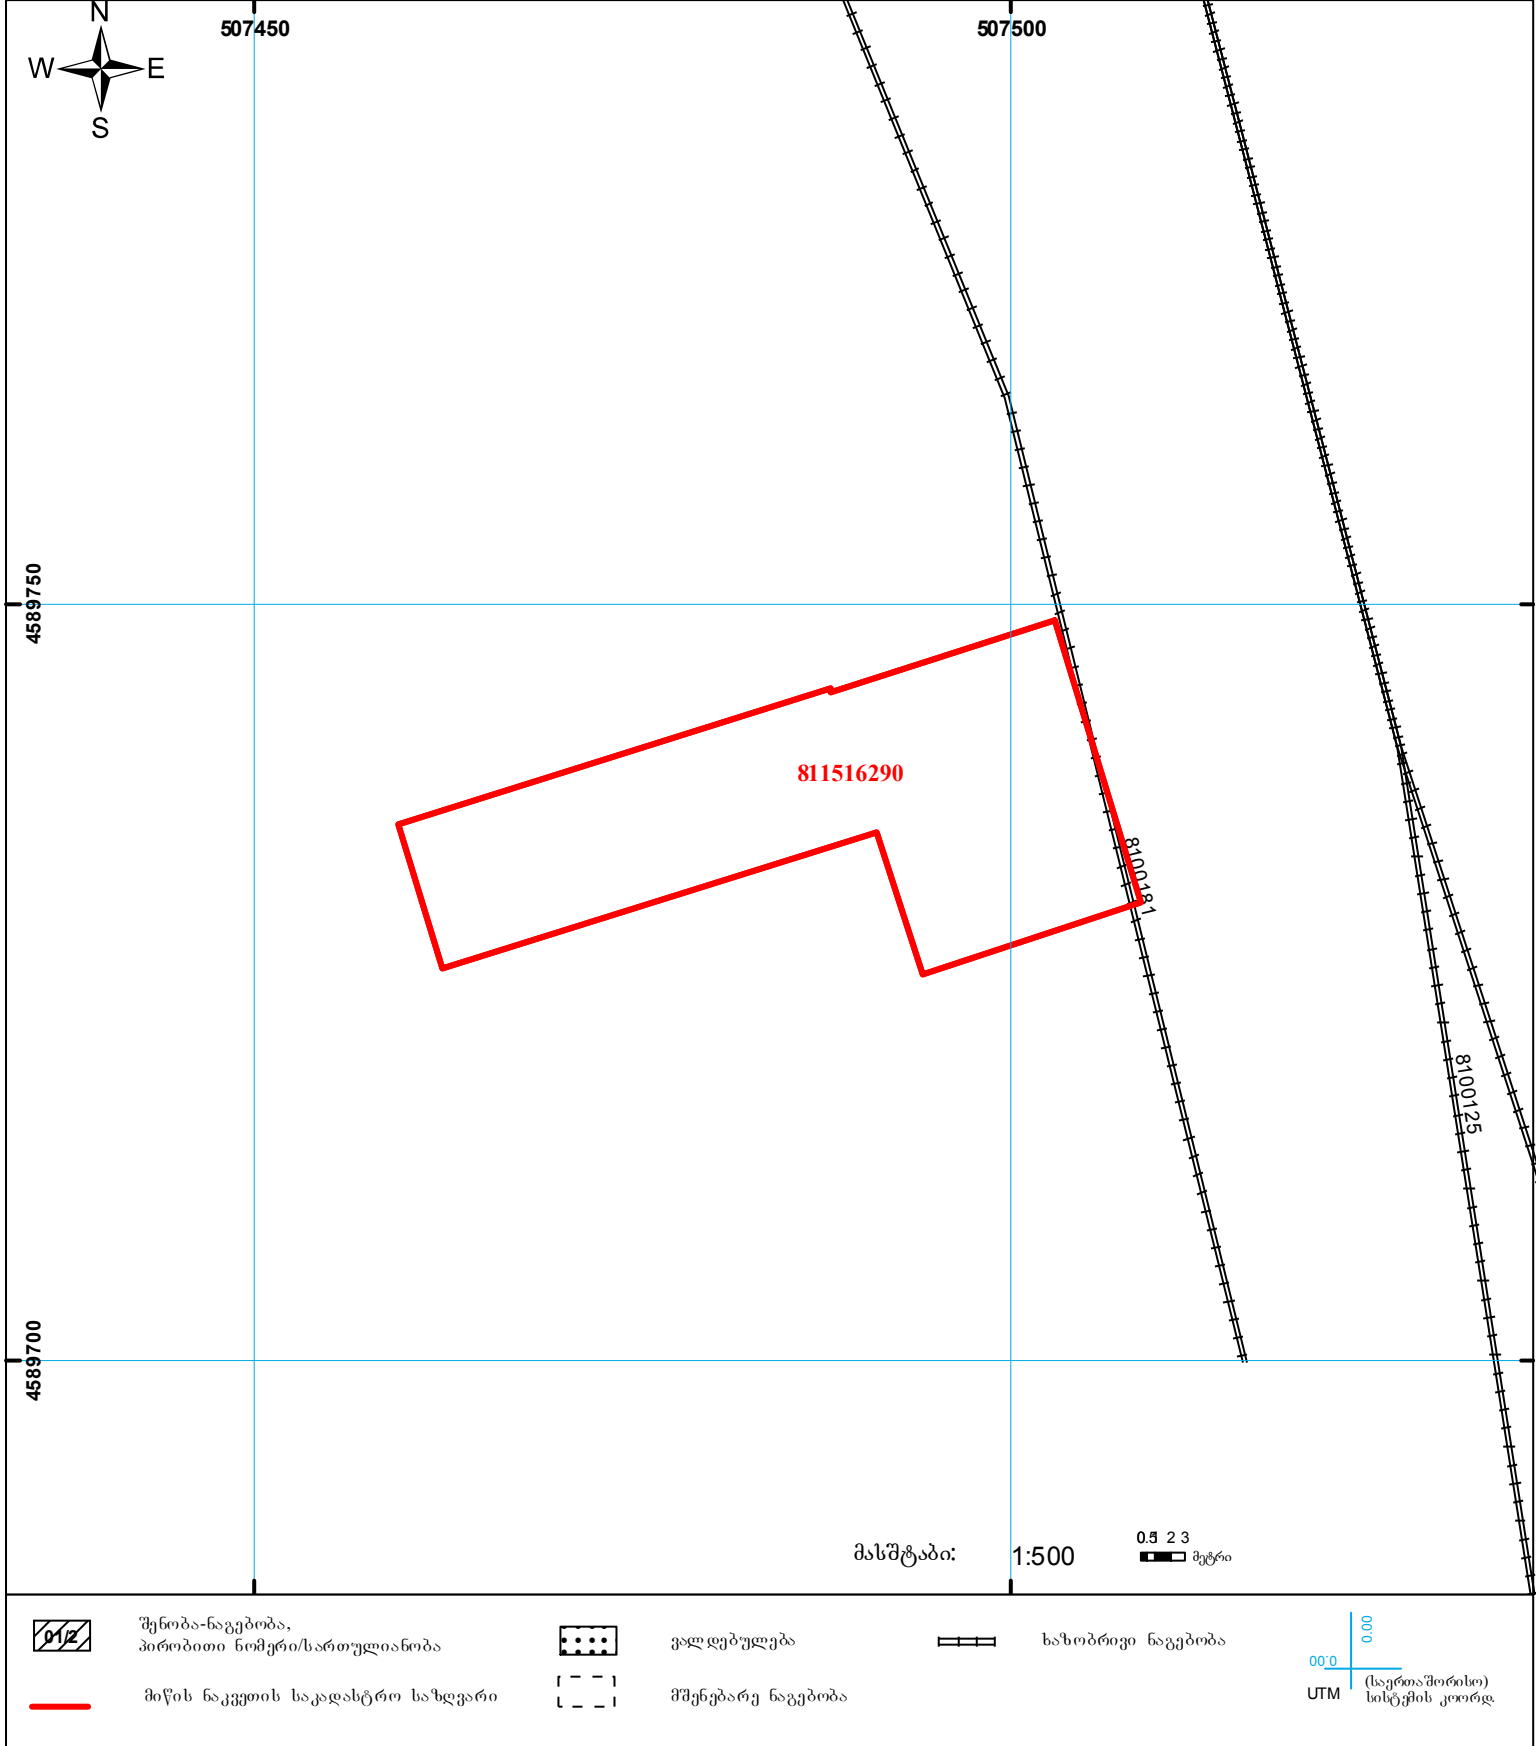 N
W E
S
507450
507500
4589750
811516290
8100181
8100125
4589700
მასშტაბი: 1:500
0.5 1 2 3
მეტრი
01/2
შენობა-ნაგებობა,
პირობითი ნომერი/სართულიანობა
ვალდებულება
ხაზობრივი ნაგებობა
მიწის ნაკვეთის საკადასტრო საზღვარი
მშენებარე ნაგებობა
0.00
0.00
UTM
(საერთაშორისო)
სისტემის კოორდ.